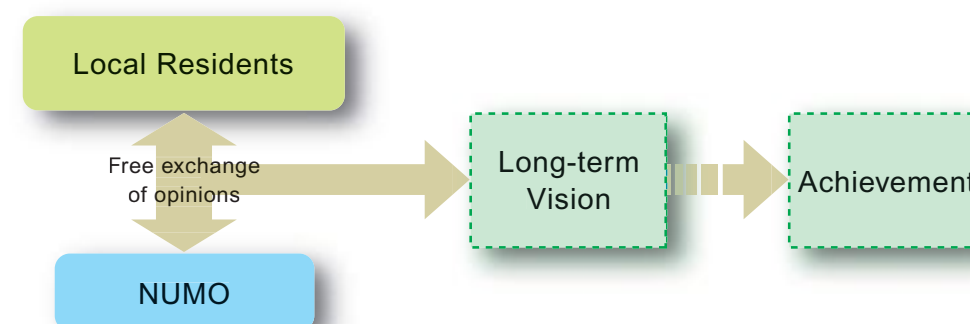 Local Residents
Free exchange
of opinions
Long-term
Vision
Achievement
NUMO